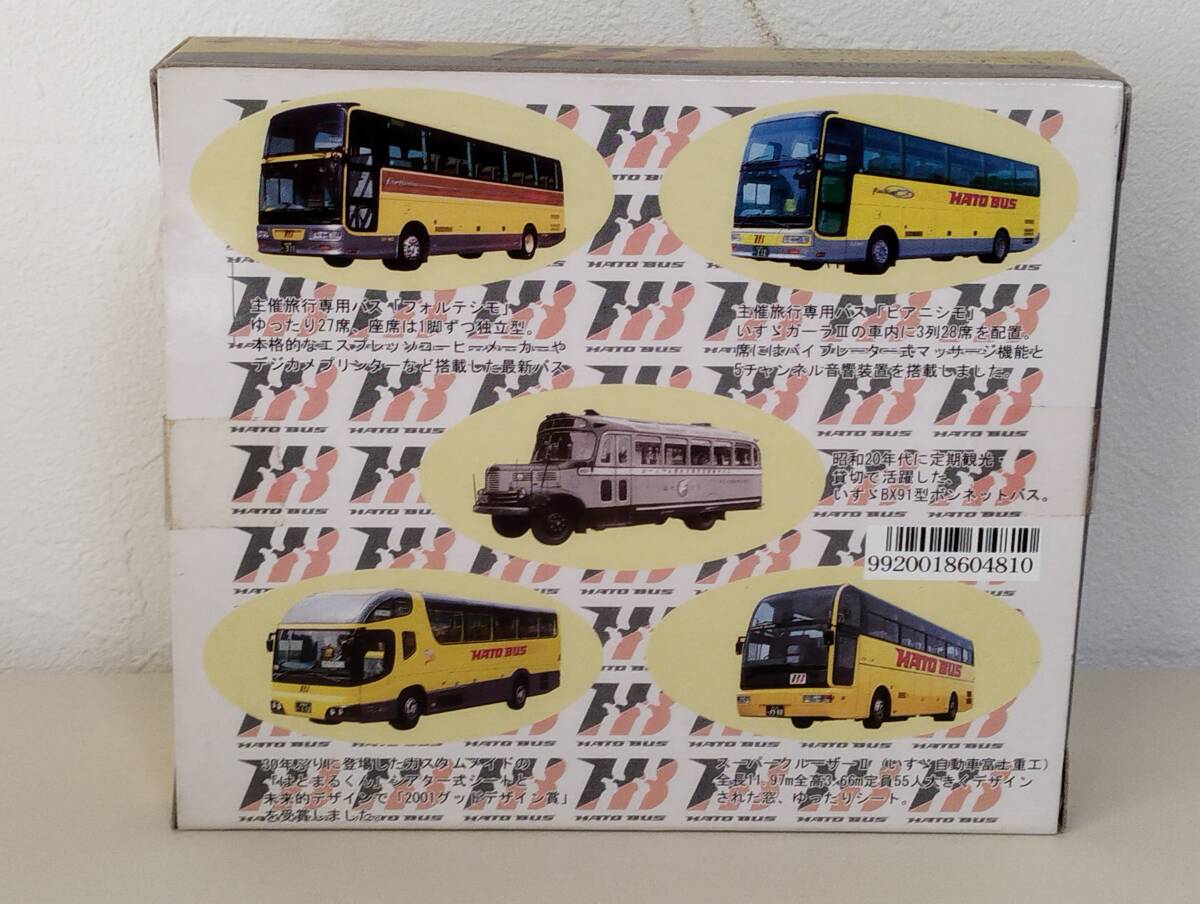 HATO BUS
主催旅行専用バス「フォルテシモ」
ゆったり27席、座席は1脚ずつ独立型。
本格的なエスプレッソコーヒーメーカーや
デジカメプリンターなど搭載した最新バス
主催旅行専用バス「ピアニシモ」
いすゞガーラⅢの車内に3列28席を配置。
席にはバイブレーター式マッサージ機能と
5チャンネル音響装置を搭載しました。
昭和20年代に定期観光・
貸切で活躍した、
いすゞBX91型ボンネットバス。
9920018604810
HATO BUS
HATO BUS
30年ぶりに登場したカスタムメイドの
「はとまるくん」シアター式シートと
未来的デザインで「2001グッドデザイン賞」
を受賞しました。
スーパークルーザーⅡ（いすゞ自動車富士重工）
全長11.97m全高3.66m定員55人大きくデザイン
された窓、ゆったりシート。